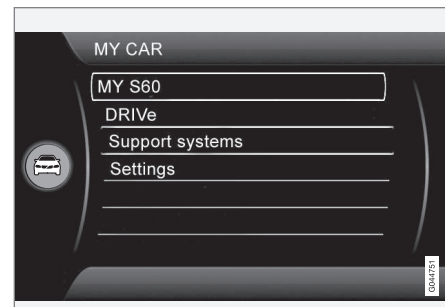 MY CAR
MY S60
DRIVe
Support systems
Settings
G044751